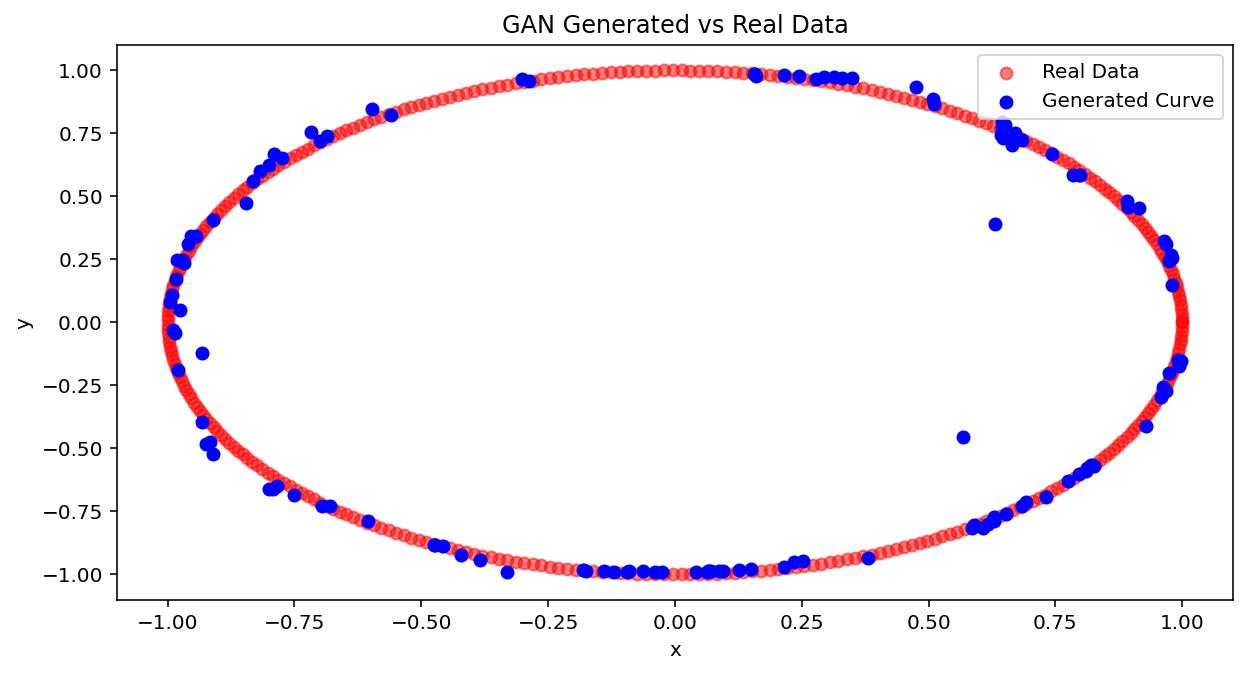 GAN Generated vs Real Data
Real Data
Generated Curve
1.00
0.75
0.50
0.25
0.00
−0.25
−0.50
−0.75
−1.00
y
−1.00 −0.75 −0.50 −0.25 0.00 0.25 0.50 0.75 1.00
x